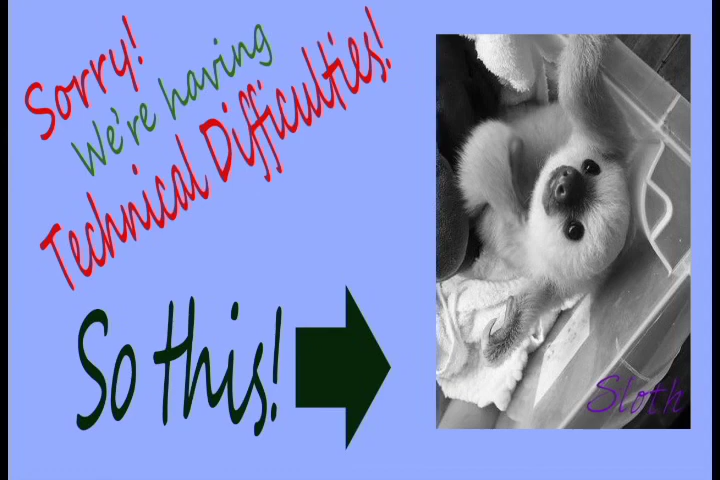 Sorry!
We're having
Technical Difficulties!
So this!
Sloth